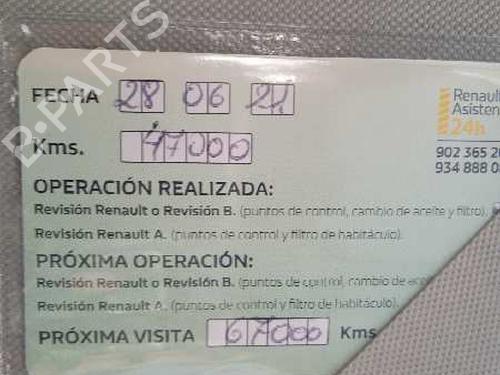 B-PARTS
FECHA 28 06 21
Renault
Asisten
24h
Kms. 47000
902 365 20
934 888 0
OPERACIÓN REALIZADA:
Revisión Renault o Revisión B. (puntos de control, cambio de aceite y filtro).
Revisión Renault A. (puntos de control y filtro de habitáculo).
PRÓXIMA OPERACIÓN:
Revisión Renault o Revisión B. (puntos de control, cambio de ace
Revisión Renault A. (puntos de control y filtro de habitáculo).
PRÓXIMA VISITA 67000 Kms